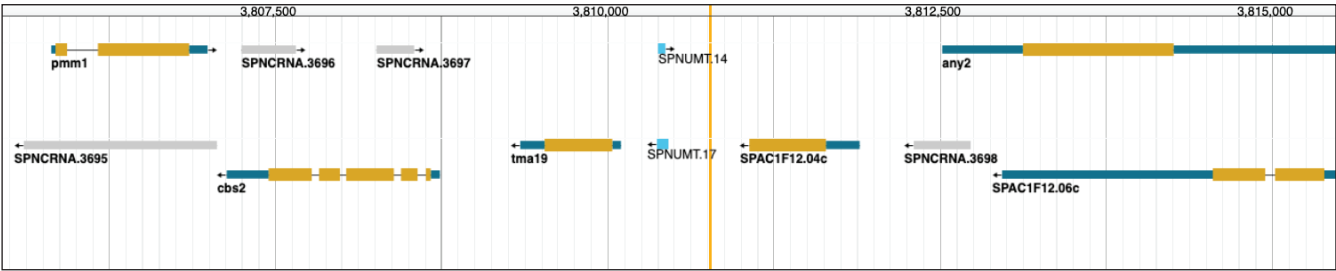 3,807,500 3,810,000 3,812,500 3,815,000
pmm1 SPNCRNA.3696 SPNCRNA.3697 SPNUMT.14 any2
SPNCRNA.3695 tma19 SPNUMT.17 SPAC1F12.04c SPNCRNA.3698
cbs2 SPAC1F12.06c